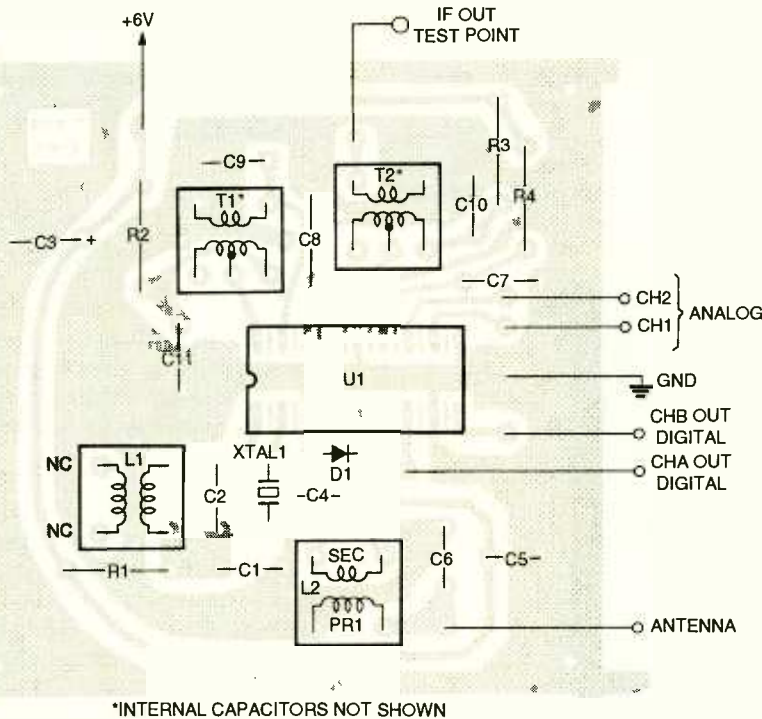 +6V
IF OUT
TEST POINT
C9
R3
T1*
T2*
C10
R4
C3 +
R2
C8
C7
CH2
CH1
ANALOG
C11
U1
GND
CHB OUT
DIGITAL
XTAL1
NC
L1
D1
CHA OUT
DIGITAL
C2
C4
NC
SEC
C6
C5
R1
C1
L2
PR1
ANTENNA
*INTERNAL CAPACITORS NOT SHOWN